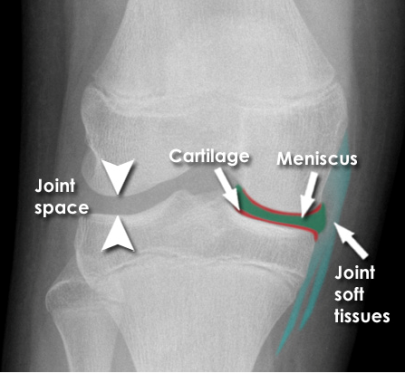 Cartilage
Meniscus
Joint
space
Joint
soft
tissues